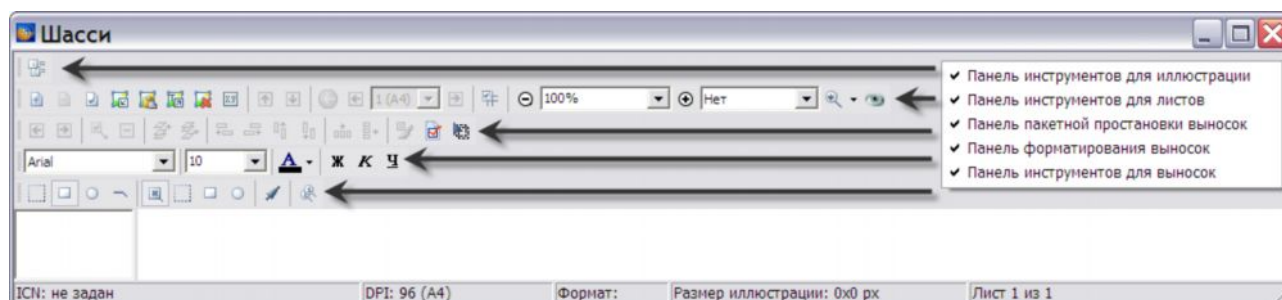 Шасси
Панель инструментов для иллюстрации
1 (A4) 100% Нет
Панель инструментов для листов
Панель пакетной простановки выносок
Arial 10 А Ж К Ч
Панель форматирования выносок
Панель инструментов для выносок
ICN: не задан DPI: 96 (A4) Формат: Размер иллюстрации: 0x0 px Лист 1 из 1